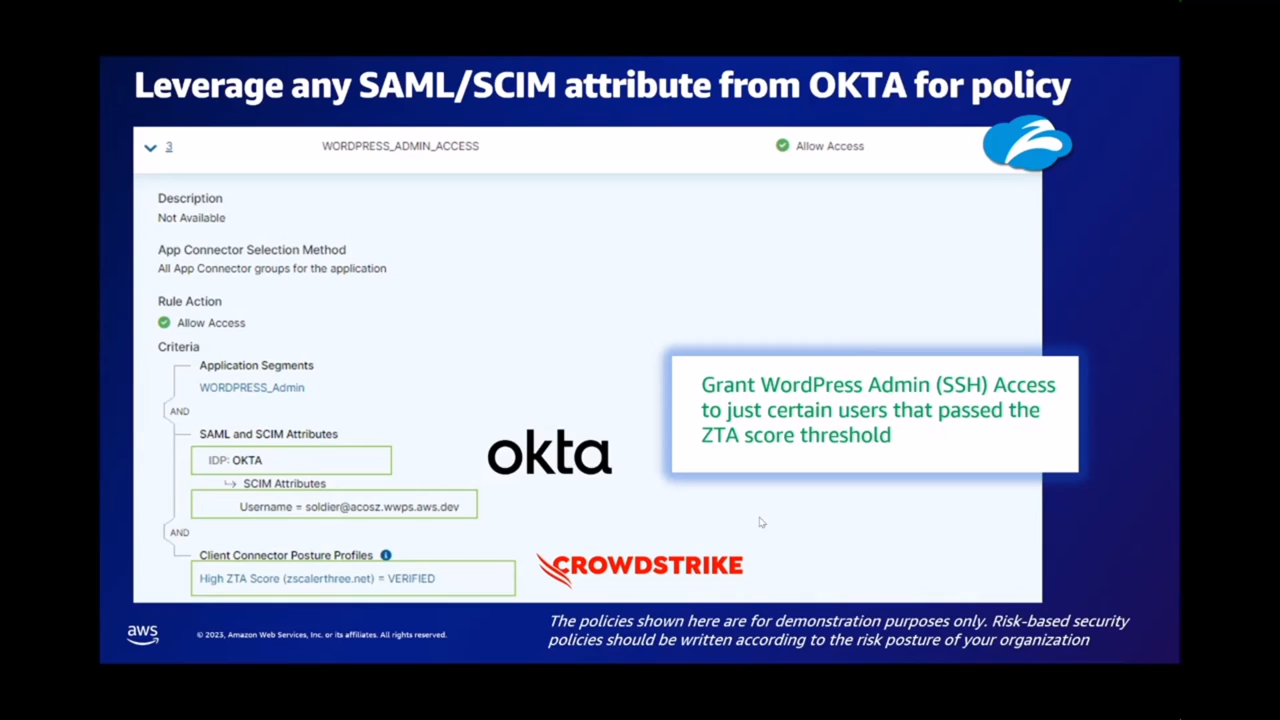 Leverage any SAML/SCIM attribute from OKTA for policy
3 WORDPRESS_ADMIN_ACCESS Allow Access
Description
Not Available
App Connector Selection Method
All App Connector groups for the application
Rule Action
Allow Access
Criteria
Application Segments
WORDPRESS_Admin
AND
SAML and SCIM Attributes
IDP: OKTA
SCIM Attributes
Username = soldier@acosz.wwps.aws.dev
AND
Client Connector Posture Profiles
High ZTA Score (zscalerthree.net) = VERIFIED
okta
CROWDSTRIKE
Grant WordPress Admin (SSH) Access
to just certain users that passed the
ZTA score threshold
aws
© 2023, Amazon Web Services, Inc. or its affiliates. All rights reserved.
The policies shown here are for demonstration purposes only. Risk-based security
policies should be written according to the risk posture of your organization